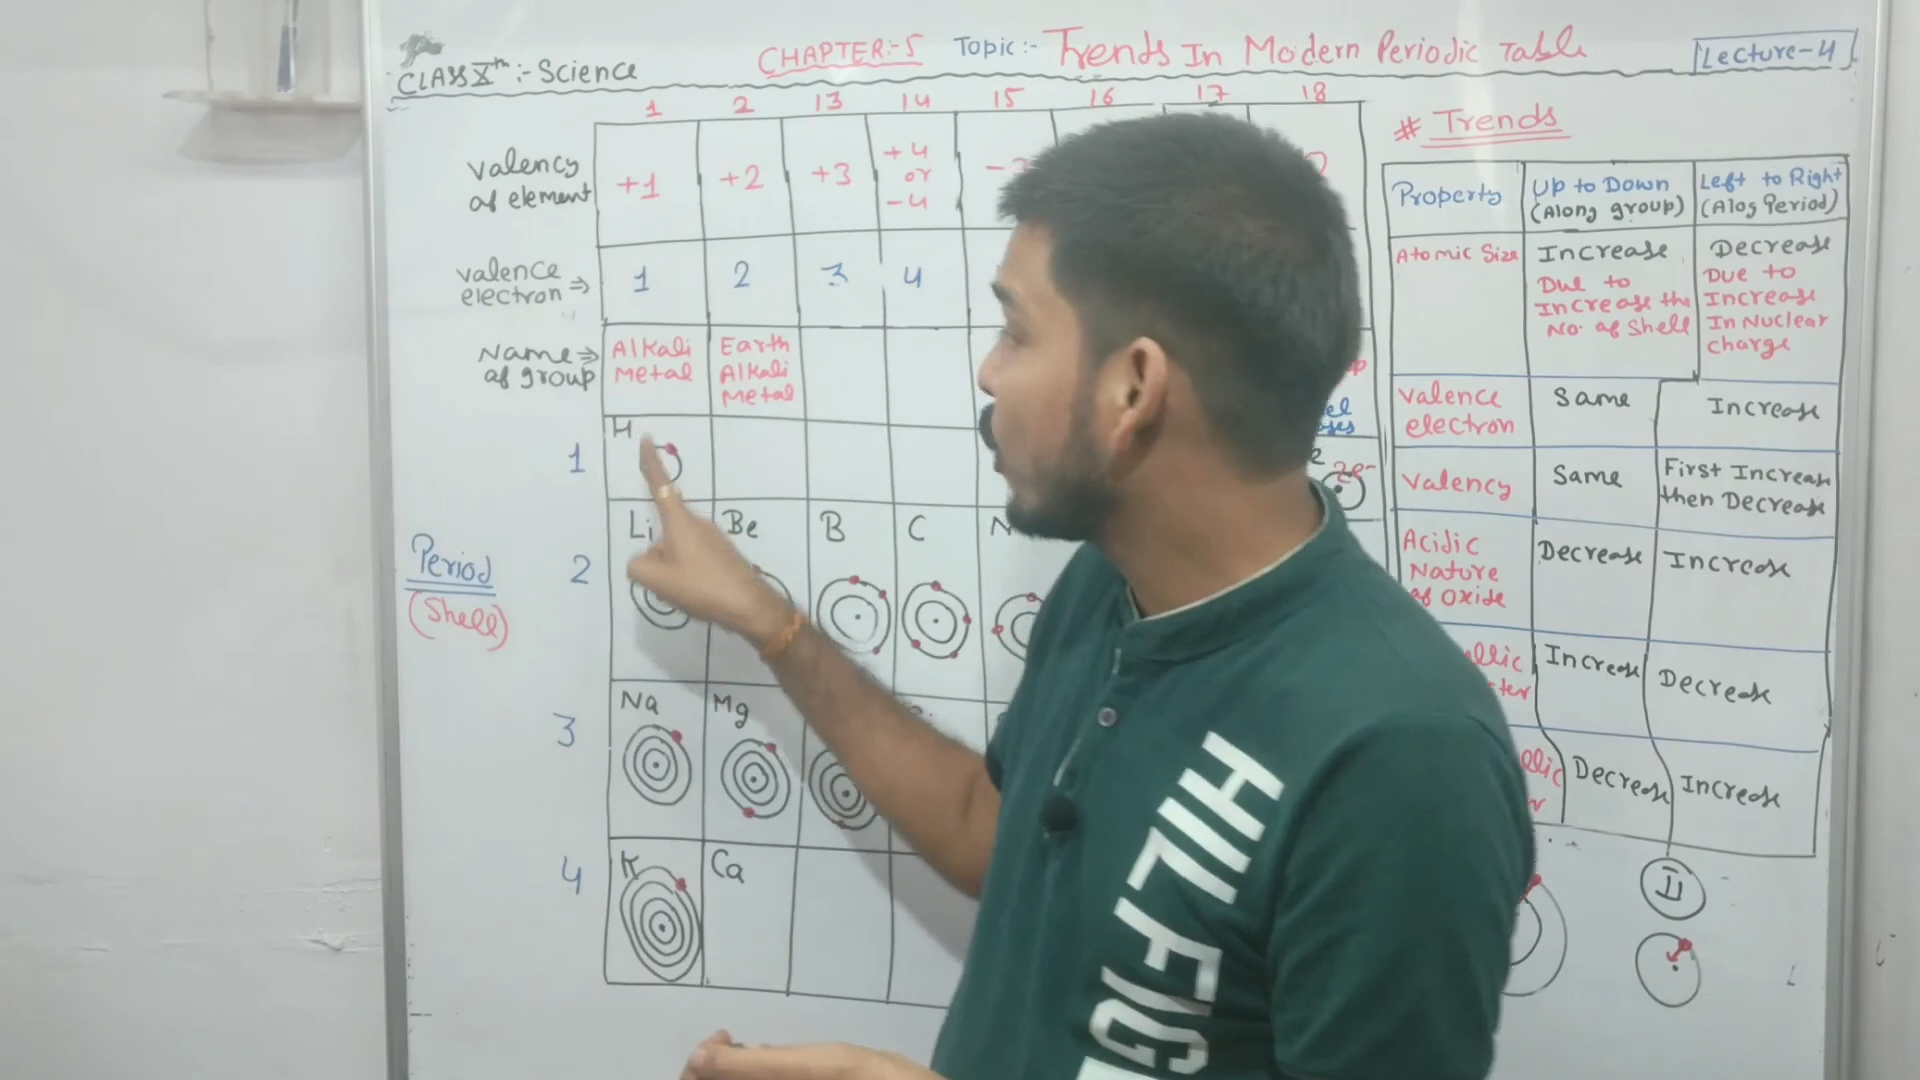 CLASS Xth :- Science
CHAPTER:-5
Topic:- Trends In Modern Periodic Table
Lecture-4
1 2 13 14 15 16 17 18
Valency
of element
+1
+2
+3
+4
or
-4
Valence
electron ⇒
1
2
3
4
Name ⇒
of group
Alkali
Metal
Earth
Alkali
Metal
Period
(Shell)
1
H
2e-
2
Li
Be
B
C
N
3
Na
Mg
4
K
Ca
# Trends
Property
Up to Down
(Along group)
Left to Right
(Alog Period)
Atomic Size
Increase
Due to
Increase the
No. of Shell
Decrease
Due to
Increase
In Nuclear
Charge
Valence
electron
Same
Increase
Valency
Same
First Increase
then Decrease
Acidic
Nature
of Oxide
Decrease
Increase
Increase
Decrease
Decrease
Increase
II
HILFIG